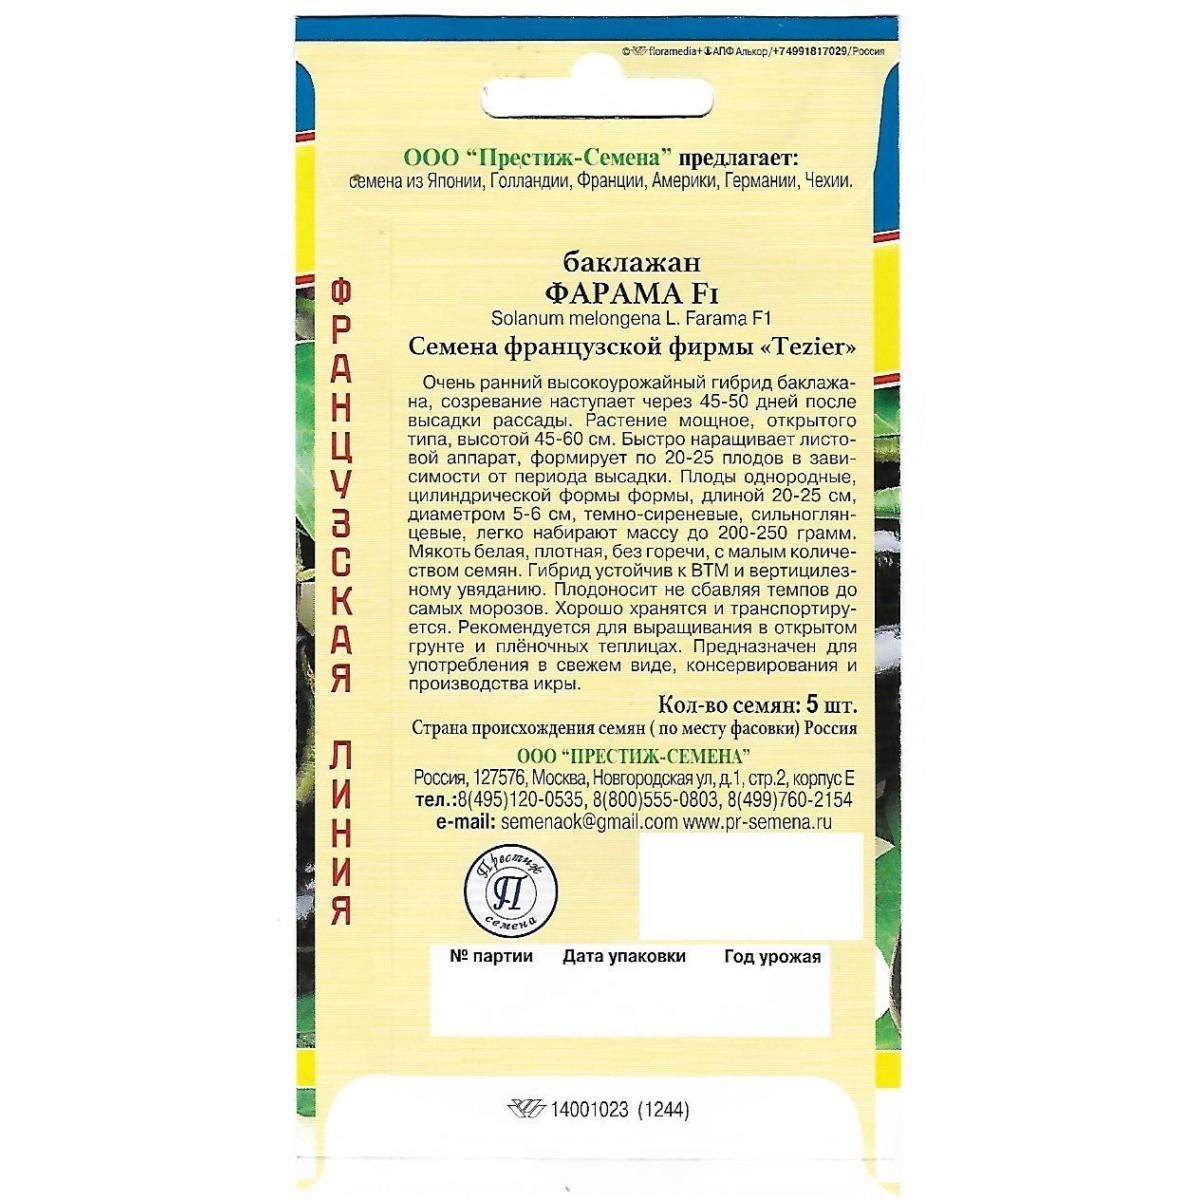 © floramedia+ АПФ Алькор/+74991817029/Россия
ООО “Престиж-Семена” предлагает:
семена из Японии, Голландии, Франции, Америки, Германии, Чехии.
баклажан
ФАРАМА F1
Solanum melongena L. Farama F1
Семена французской фирмы «Tezier»
Очень ранний высокоурожайный гибрид баклажа-
на, созревание наступает через 45-50 дней после
высадки рассады. Растение мощное, открытого
типа, высотой 45-60 см. Быстро наращивает листо-
вой аппарат, формирует по 20-25 плодов в зави-
симости от периода высадки. Плоды однородные,
цилиндрической формы формы, длиной 20-25 см,
диаметром 5-6 см, темно-сиреневые, сильноглян-
цевые, легко набирают массу до 200-250 грамм.
Мякоть белая, плотная, без горечи, с малым количе-
ством семян. Гибрид устойчив к ВТМ и вертицилез-
ному увяданию. Плодоносит не сбавляя темпов до
самых морозов. Хорошо хранятся и транспортиру-
ется. Рекомендуется для выращивания в открытом
грунте и плёночных теплицах. Предназначен для
употребления в свежем виде, консервирования и
производства икры.
Кол-во семян: 5 шт.
Страна происхождения семян ( по месту фасовки) Россия
ООО “ПРЕСТИЖ-СЕМЕНА”
Россия, 127576, Москва, Новгородская ул, д.1, стр.2, корпус Е
тел.:8(495)120-0535, 8(800)555-0803, 8(499)760-2154
e-mail: semenaok@gmail.com www.pr-semena.ru
Престиж
П
семена
№ партии Дата упаковки Год урожая
14001023 (1244)
ФРАНЦУЗСКАЯ ЛИНИЯ